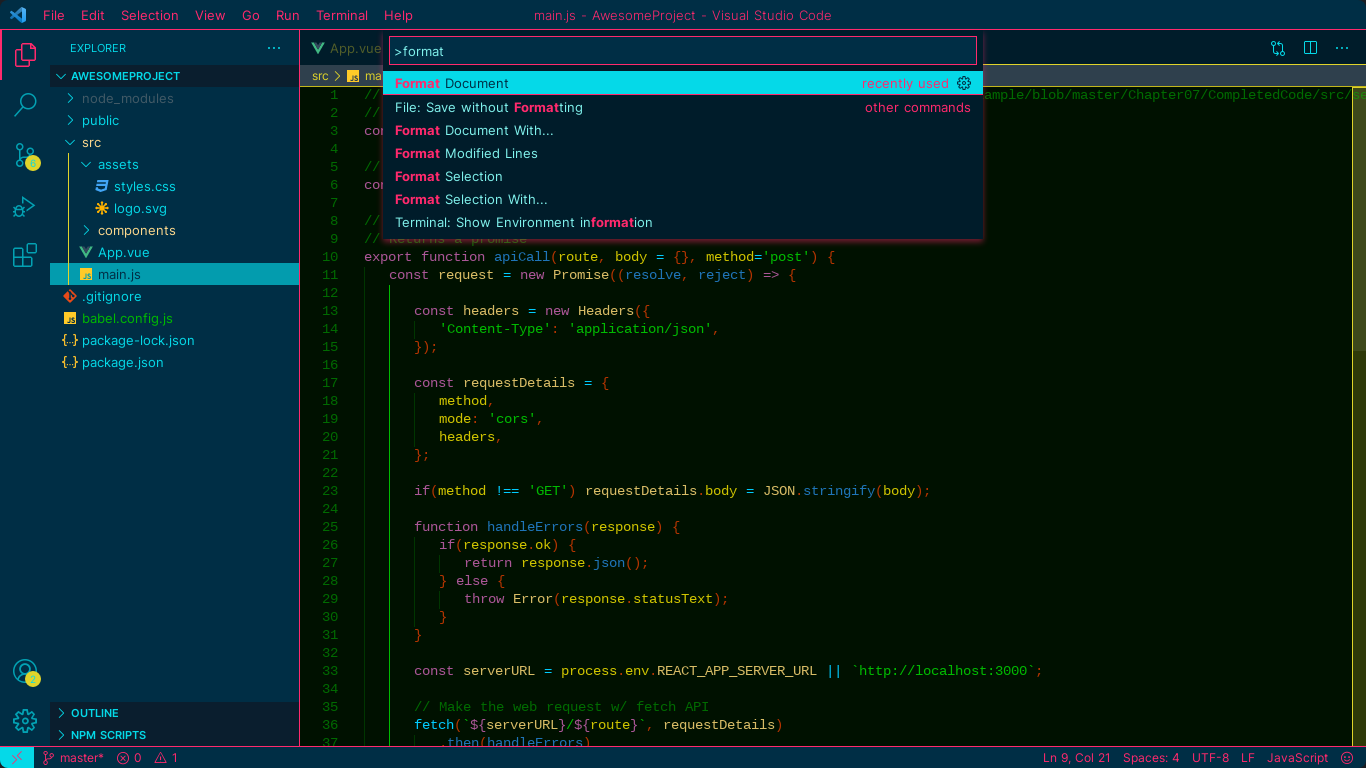 File Edit Selection View Go Run Terminal Help main.js - AwesomeProject - Visual Studio Code
EXPLORER
AWESOMEPROJECT
node_modules
public
src
assets
styles.css
logo.svg
components
App.vue
main.js
.gitignore
babel.config.js
package-lock.json
package.json
OUTLINE
NPM SCRIPTS
6
2
App.vue
>format
Format Document recently used
File: Save without Formatting other commands
Format Document With...
Format Modified Lines
Format Selection
Format Selection With...
Terminal: Show Environment information
src > JS
1 // ample/blob/master/Chapter07/CompletedCode/src/
2 //
3
4
5 //
6
7
8 //
9 // Returns a promise
10 export function apiCall(route, body = {}, method='post') {
11 const request = new Promise((resolve, reject) => {
12
13 const headers = new Headers({
14 'Content-Type': 'application/json',
15 });
16
17 const requestDetails = {
18 method,
19 mode: 'cors',
20 headers,
21 };
22
23 if(method !== 'GET') requestDetails.body = JSON.stringify(body);
24
25 function handleErrors(response) {
26 if(response.ok) {
27 return response.json();
28 } else {
29 throw Error(response.statusText);
30 }
31 }
32
33 const serverURL = process.env.REACT_APP_SERVER_URL || `http://localhost:3000`;
34
35 // Make the web request w/ fetch API
36 fetch(`${serverURL}/${route}`, requestDetails)
37 .then(handleErrors)
master* 0 1 Ln 9, Col 21 Spaces: 4 UTF-8 LF JavaScript